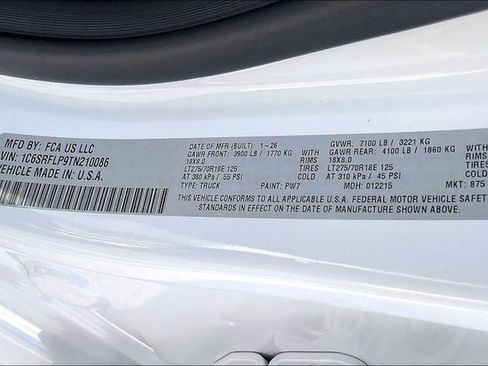 MFD BY: FCA US LLC
VIN: 1C6SRFLP9TN210086
VEHICLE MADE IN U.S.A.
DATE OF MFR (BUILT) 1-26 GVWR: 7100 LB / 3221 KG
GAWR FRONT: 3900 LB / 1770 KG WITH GAWR REAR: 4100 LB / 1860 KG WITH
18X8.0 RIMS 18X8.0 RIMS
LT275/70R18E 125 TIRES LT275/70R18E 125 TIRES
AT 380 kPa / 55 PSI COLD AT 310 kPa / 45 PSI COLD
TYPE: TRUCK PAINT: PW7 MDH: 012215 MKT: 875
THIS VEHICLE CONFORMS TO ALL APPLICABLE U.S.A. FEDERAL MOTOR VEHICLE SAFETY
STANDARDS IN EFFECT ON THE DATE OF MANUFACTURE SHOWN ABOVE.